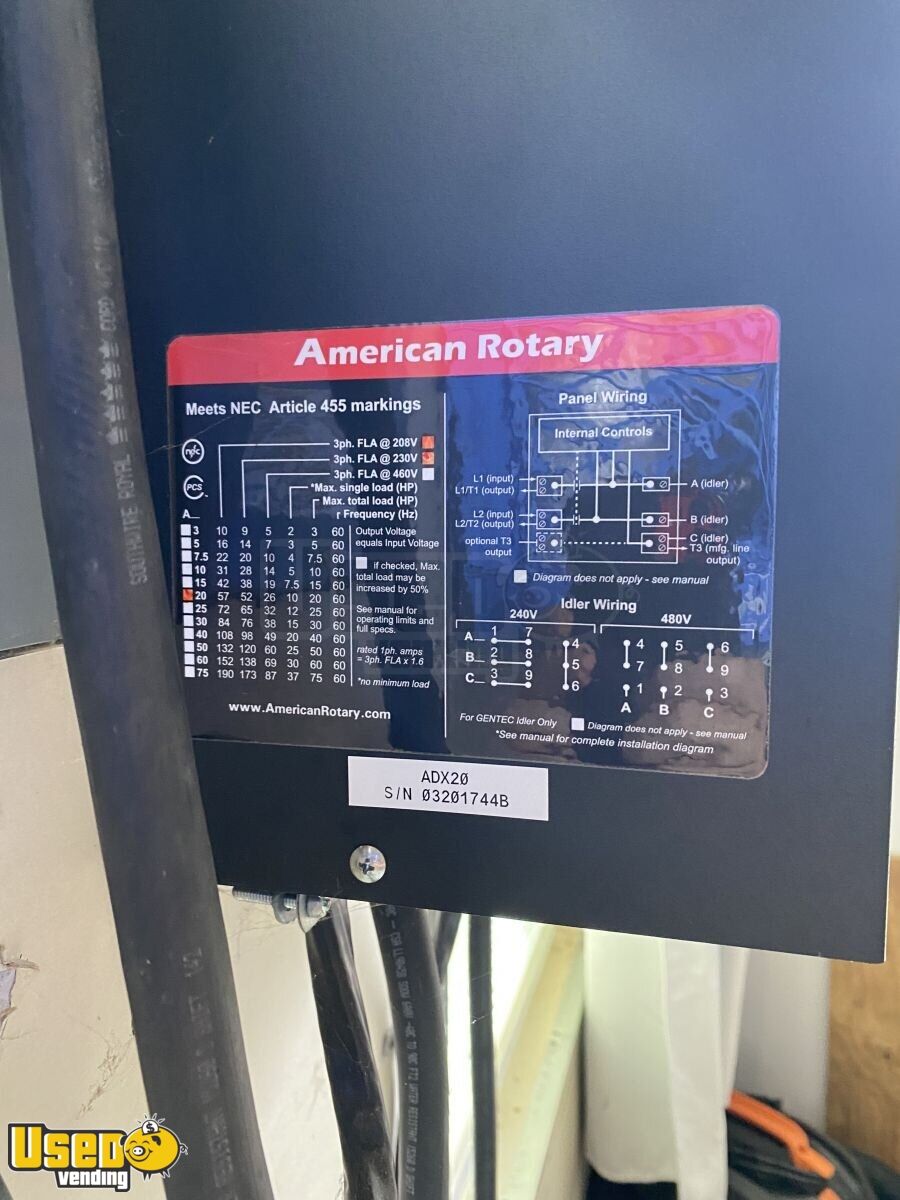 American Rotary
Meets NEC Article 455 markings
3ph. FLA @ 208V
3ph. FLA @ 230V
3ph. FLA @ 460V
*Max. single load (HP)
Max. total load (HP)
Frequency (Hz)
PCS
A
3 10 9 5 2 3 60
5 16 14 7 3 5 60
7.5 22 20 10 4 7.5 60
10 31 28 14 5 10 60
15 42 38 19 7.5 15 60
20 57 52 26 10 20 60
25 72 65 32 12 25 60
30 84 76 38 15 30 60
40 108 98 49 20 40 60
50 132 120 60 25 50 60
60 152 138 69 30 60 60
75 190 173 87 37 75 60
Output Voltage
equals Input Voltage
if checked, Max.
total load may be
increased by 50%
See manual for
operating limits and
full specs.
rated 1ph. amps
= 3ph. FLA x 1.6
*no minimum load
www.AmericanRotary.com
Panel Wiring
Internal Controls
L1 (input)
L1/T1 (output)
L2 (input)
L2/T2 (output)
optional T3
output
A (idler)
B (idler)
C (idler)
T3 (mfg. line
output)
Diagram does not apply - see manual
Idler Wiring
240V
480V
A 1 7 4
B 2 8 5
C 3 9 6
4 5 6
7 8 9
1 2 3
A B C
For GENTEC Idler Only
Diagram does not apply - see manual
*See manual for complete installation diagram
ADX20
S/N 03201744B
SOUTHWIRE ROYAL
USED
vending